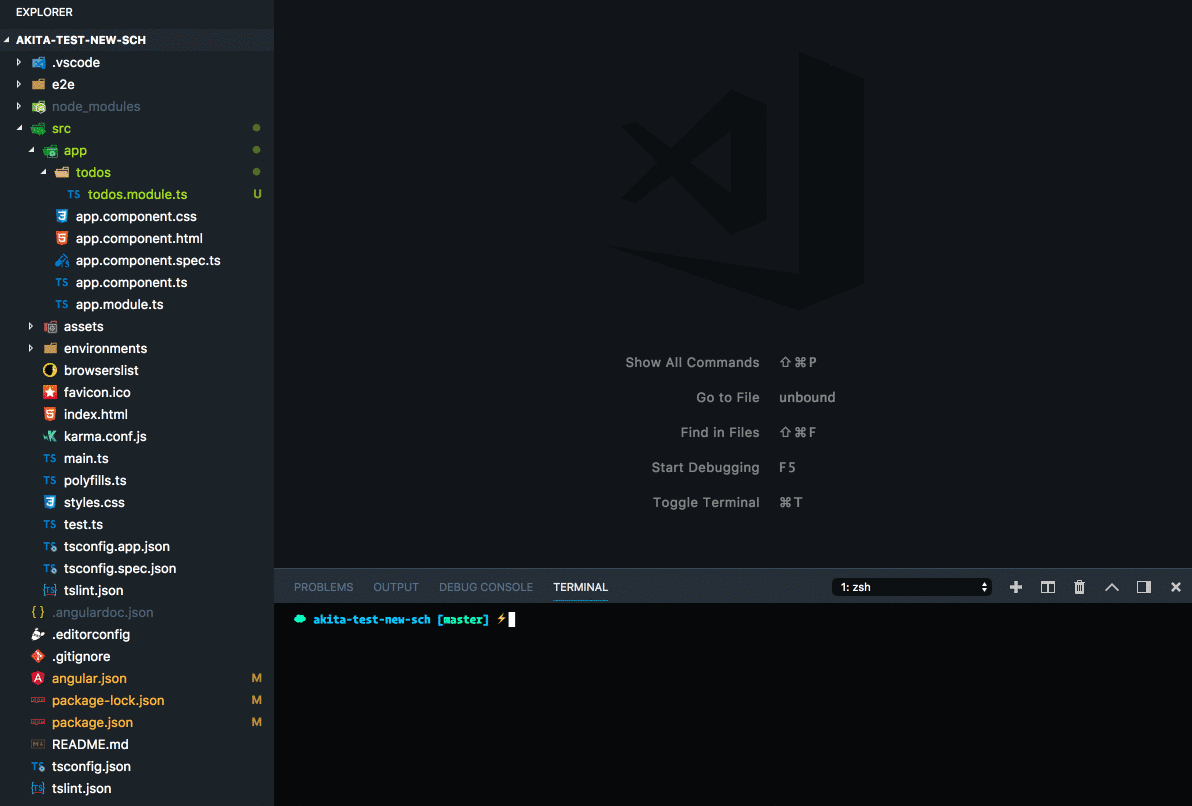 EXPLORER
AKITA-TEST-NEW-SCH
.vscode
e2e
node_modules
src
app
todos
TS todos.module.ts U
app.component.css
app.component.html
app.component.spec.ts
TS app.component.ts
TS app.module.ts
assets
environments
browserslist
favicon.ico
index.html
karma.conf.js
TS main.ts
TS polyfills.ts
styles.css
TS test.ts
TS tsconfig.app.json
TS tsconfig.spec.json
[TS] tslint.json
{ } .angulardoc.json
.editorconfig
.gitignore
angular.json M
package-lock.json M
package.json M
README.md
TS tsconfig.json
[TS] tslint.json
Show All Commands ⇧⌘P
Go to File unbound
Find in Files ⇧⌘F
Start Debugging F5
Toggle Terminal ⌘T
PROBLEMS OUTPUT DEBUG CONSOLE TERMINAL 1: zsh
akita-test-new-sch [master] ⚡